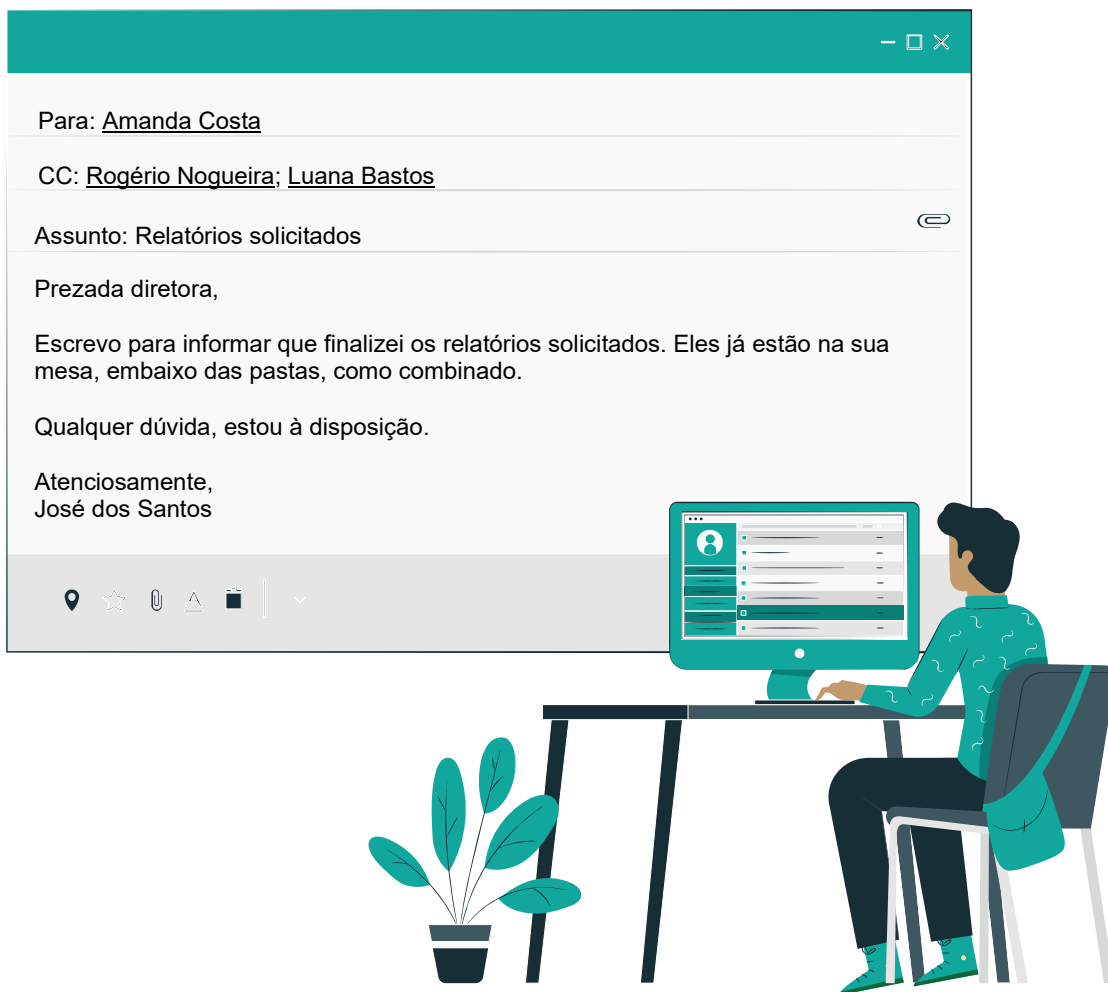 Para: Amanda Costa
CC: Rogério Nogueira; Luana Bastos
Assunto: Relatórios solicitados
Prezada diretora,
Escrevo para informar que finalizei os relatórios solicitados. Eles já estão na sua
mesa, embaixo das pastas, como combinado.
Qualquer dúvida, estou à disposição.
Atenciosamente,
José dos Santos